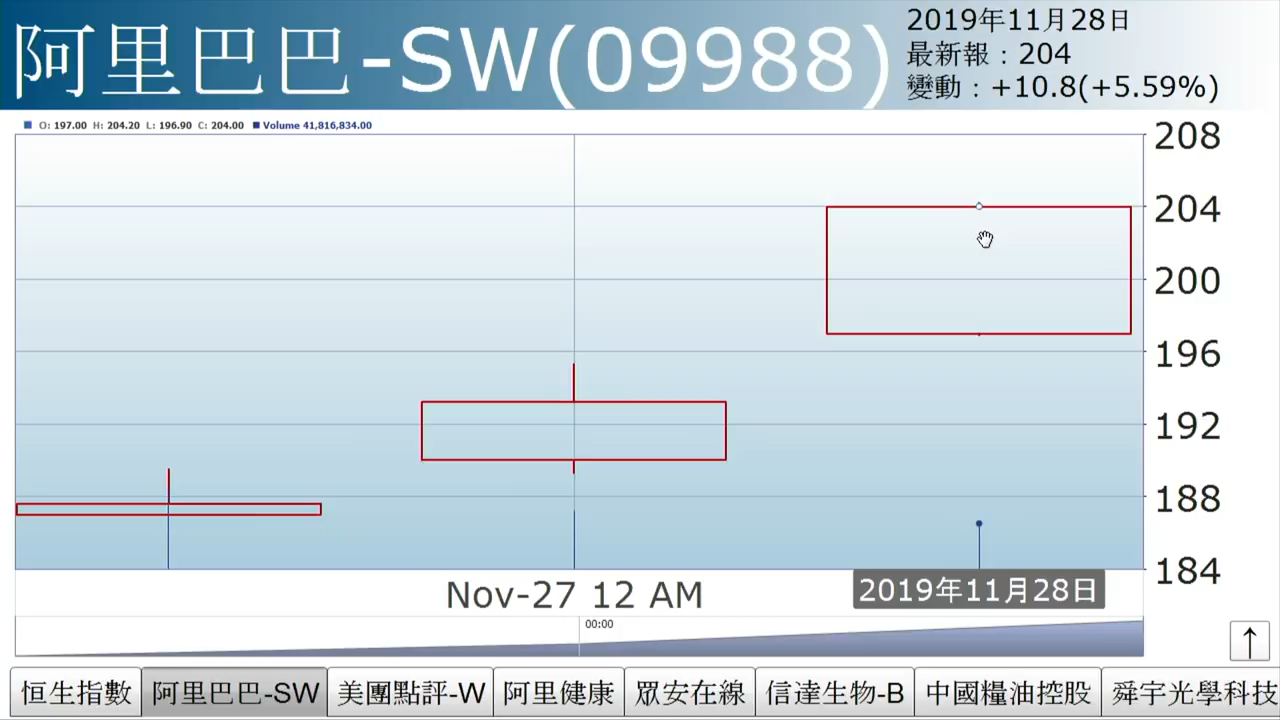 阿里巴巴-SW(09988)
2019年11月28日
最新報：204
變動：+10.8(+5.59%)
O: 197.00 H: 204.20 L: 196.90 C: 204.00 Volume 41,816,834.00
208
204
200
196
192
188
184
Nov-27 12 AM
2019年11月28日
00:00
↑
恒生指數
阿里巴巴-SW
美團點評-W
阿里健康
眾安在線
信達生物-B
中國糧油控股
舜宇光學科技